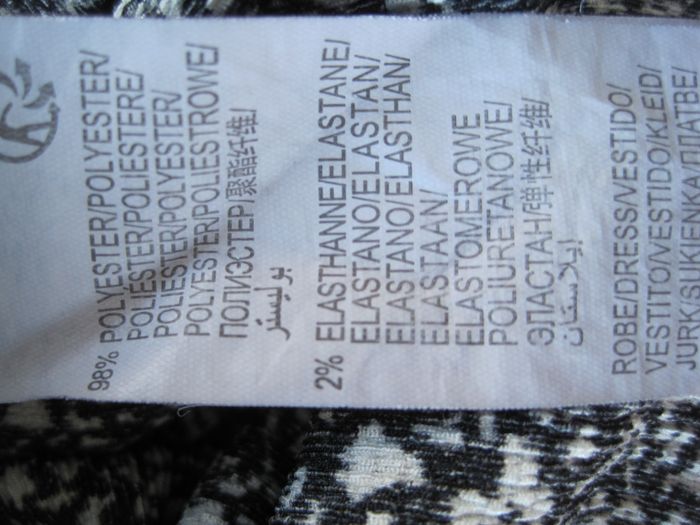 98% POLYESTER/POLYESTER/
POLIÉSTER/POLIESTERE/
POLIESTER/POLYESTER/
POLYESTER/POLIESTROWE/
ПОЛИЭСТЕР/聚酯纤维/
بوليستر
2% ELASTHANNE/ELASTANE/
ELASTANO/ELASTAN/
ELASTANO/ELASTHAN/
ELASTAAN/
ELASTOMEROWE
POLIURETANOWE/
ЭЛАСТАН/弹性纤维/
إيلاستان
ROBE/DRESS/VESTIDO/
VESTITO/VESTIDO/KLEID/
JURK/SUKIENKA/ПЛАТЬЕ/